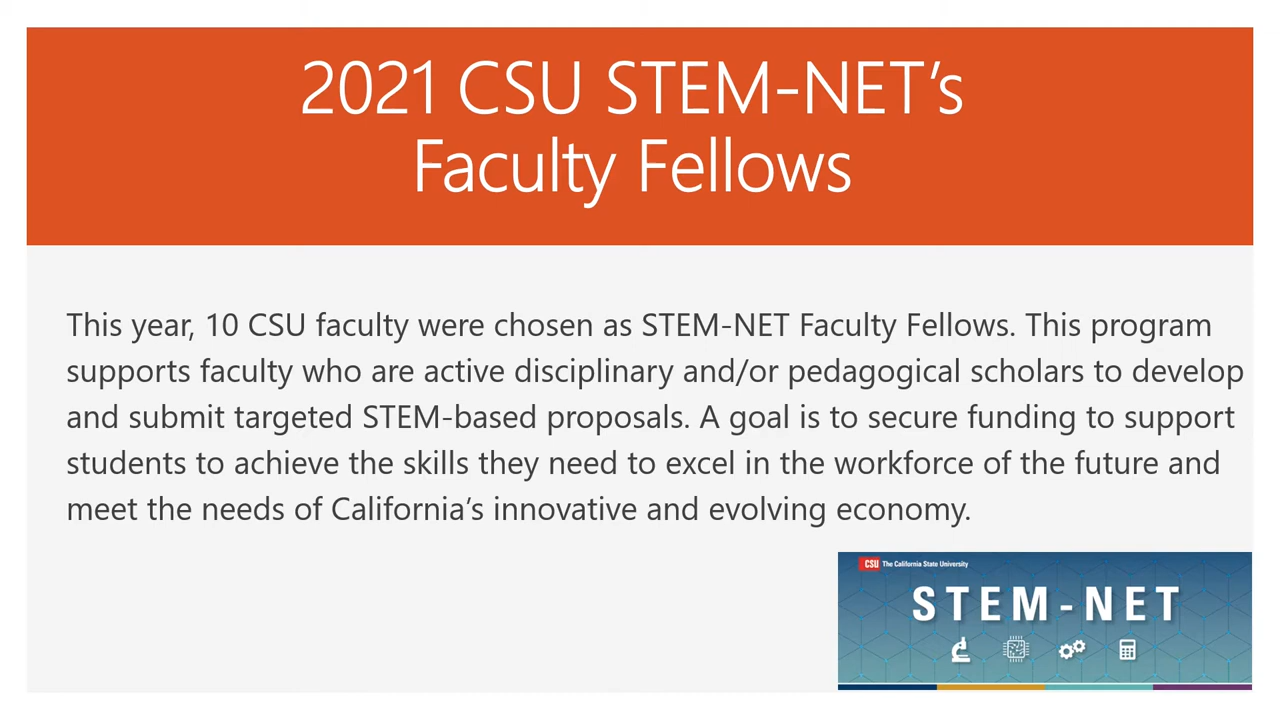 2021 CSU STEM-NET’s
Faculty Fellows
This year, 10 CSU faculty were chosen as STEM-NET Faculty Fellows. This program
supports faculty who are active disciplinary and/or pedagogical scholars to develop
and submit targeted STEM-based proposals. A goal is to secure funding to support
students to achieve the skills they need to excel in the workforce of the future and
meet the needs of California’s innovative and evolving economy.
CSU The California State University
STEM-NET